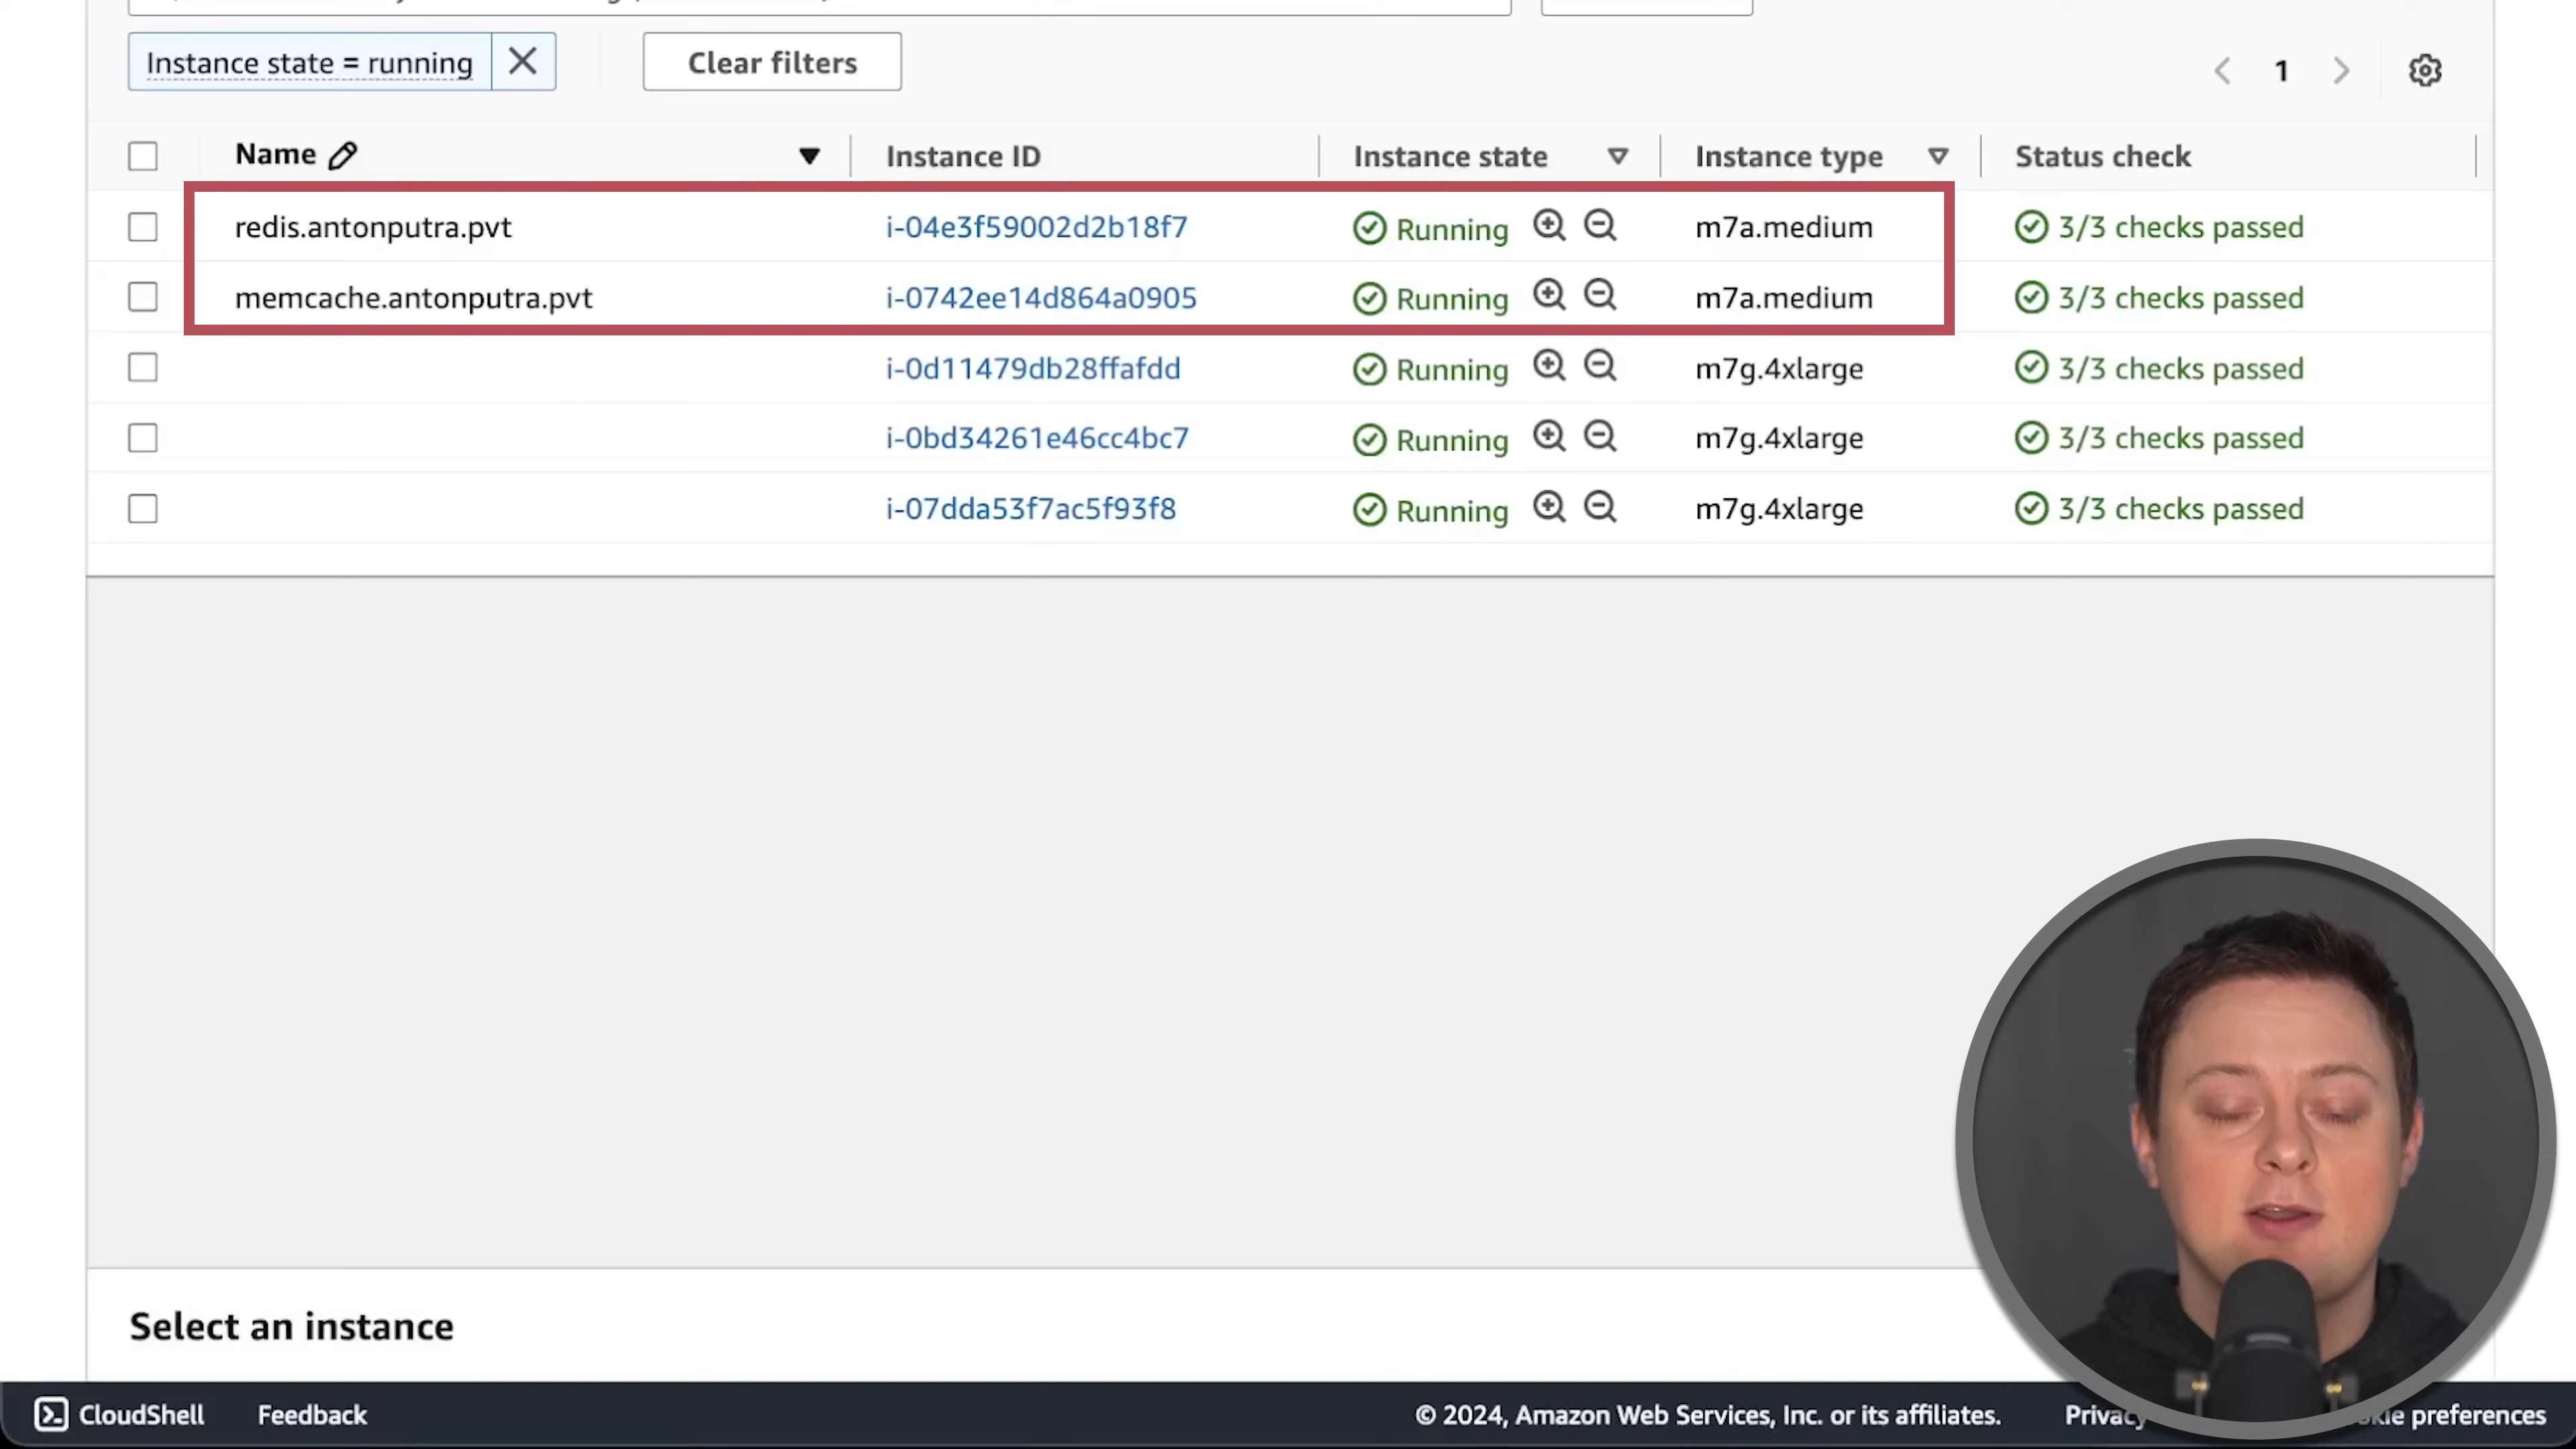 Instance state = running
Clear filters
1
Name Instance ID Instance state Instance type Status check
redis.antonputra.pvt i-04e3f59002d2b18f7 Running m7a.medium 3/3 checks passed
memcache.antonputra.pvt i-0742ee14d864a0905 Running m7a.medium 3/3 checks passed
i-0d11479db28ffafdd Running m7g.4xlarge 3/3 checks passed
i-0bd34261e46cc4bc7 Running m7g.4xlarge 3/3 checks passed
i-07dda53f7ac5f93f8 Running m7g.4xlarge 3/3 checks passed
Select an instance
CloudShell Feedback © 2024, Amazon Web Services, Inc. or its affiliates. Privacy preferences